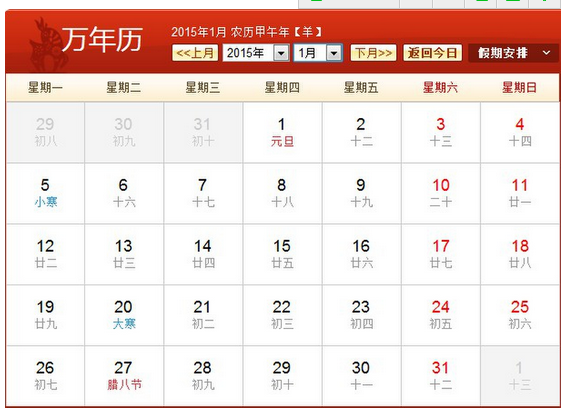 万年历
2015年1月 农历甲午年【羊】
<<上月 2015年 1月 下月>> 返回今日 假期安排
星期一 星期二 星期三 星期四 星期五 星期六 星期日
29 30 31 1 2 3 4
初八 初九 初十 元旦 十二 十三 十四
5 6 7 8 9 10 11
小寒 十六 十七 十八 十九 二十 廿一
12 13 14 15 16 17 18
廿二 廿三 廿四 廿五 廿六 廿七 廿八
19 20 21 22 23 24 25
廿九 大寒 初二 初三 初四 初五 初六
26 27 28 29 30 31 1
初七 腊八节 初九 初十 十一 十二 十三